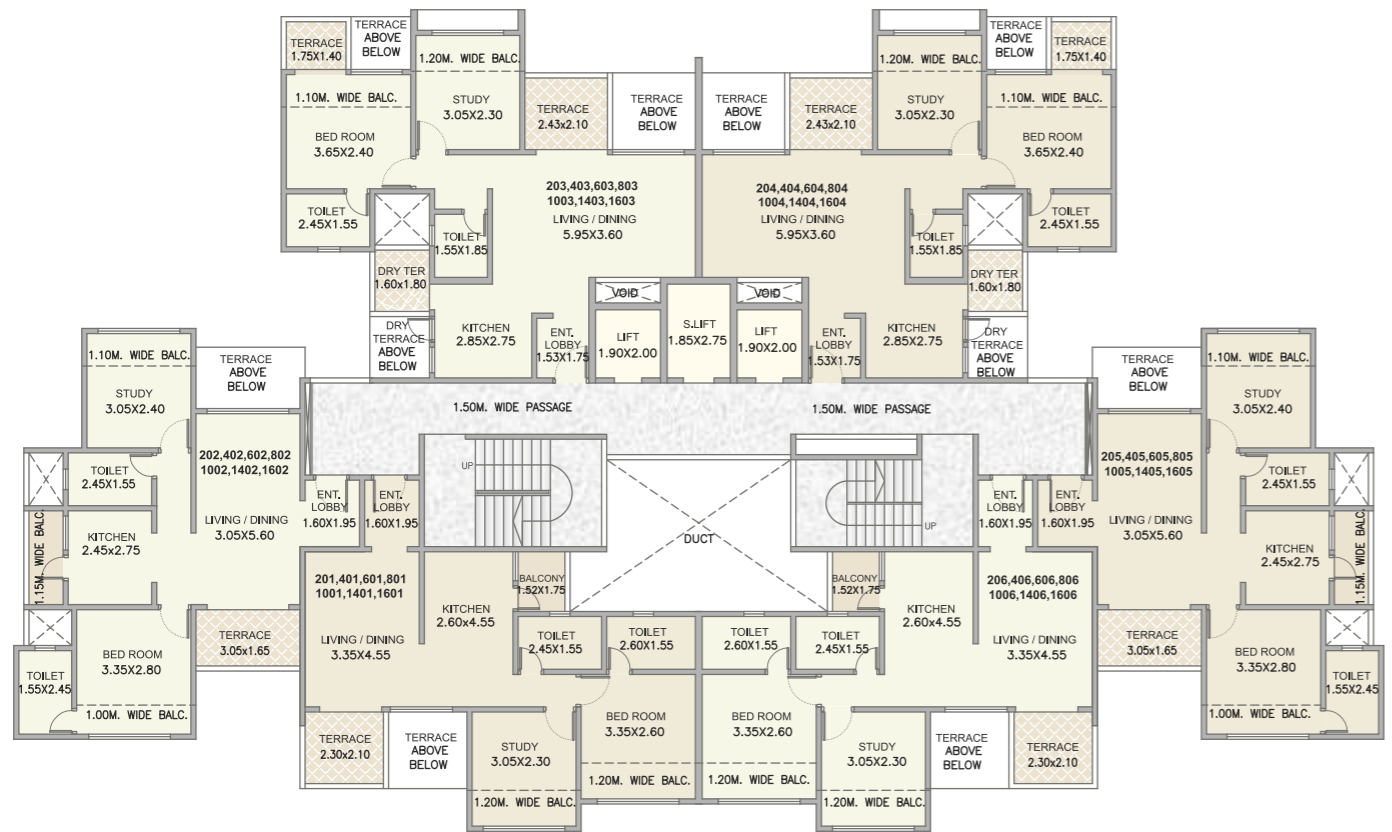 TERRACE
1.75X1.40
TERRACE
ABOVE
BELOW
1.20M. WIDE BALC.
STUDY
3.05X2.30
1.10M. WIDE BALC.
BED ROOM
3.65X2.40
TERRACE
2.43x2.10
TERRACE
ABOVE
BELOW
TERRACE
ABOVE
BELOW
TERRACE
2.43x2.10
1.20M. WIDE BALC.
STUDY
3.05X2.30
TERRACE
ABOVE
BELOW
TERRACE
1.75X1.40
1.10M. WIDE BALC.
BED ROOM
3.65X2.40
TOILET
2.45X1.55
TOILET
1.55X1.85
203,403,603,803
1003,1403,1603
LIVING / DINING
5.95X3.60
204,404,604,804
1004,1404,1604
LIVING / DINING
5.95X3.60
TOILET
1.55X1.85
TOILET
2.45X1.55
DRY TER
1.60x1.80
DRY
TERRACE
ABOVE
BELOW
KITCHEN
2.85X2.75
ENT.
LOBBY
1.53X1.75
VOID
LIFT
1.90X2.00
S.LIFT
1.85X2.75
VOID
LIFT
1.90X2.00
ENT.
LOBBY
1.53X1.75
KITCHEN
2.85X2.75
DRY TER
1.60x1.80
DRY
TERRACE
ABOVE
BELOW
1.10M. WIDE BALC.
STUDY
3.05X2.40
TERRACE
ABOVE
BELOW
1.50M. WIDE PASSAGE
1.50M. WIDE PASSAGE
TERRACE
ABOVE
BELOW
1.10M. WIDE BALC.
STUDY
3.05X2.40
TOILET
2.45X1.55
202,402,602,802
1002,1402,1602
LIVING / DINING
3.05X5.60
KITCHEN
2.45x2.75
1.15M. WIDE BALC.
ENT.
LOBBY
1.60X1.95
ENT.
LOBBY
1.60X1.95
UP
DUCT
UP
ENT.
LOBBY
1.60X1.95
ENT.
LOBBY
1.60X1.95
205,405,605,805
1005,1405,1605
LIVING / DINING
3.05X5.60
TOILET
2.45X1.55
KITCHEN
2.45x2.75
1.15M. WIDE BALC.
201,401,601,801
1001,1401,1601
LIVING / DINING
3.35X4.55
KITCHEN
2.60x4.55
BALCONY
1.52X1.75
BALCONY
1.52X1.75
KITCHEN
2.60x4.55
206,406,606,806
1006,1406,1606
LIVING / DINING
3.35X4.55
TOILET
1.55X2.45
BED ROOM
3.35X2.80
1.00M. WIDE BALC.
TERRACE
3.05x1.65
TOILET
2.45X1.55
TOILET
2.60X1.55
TOILET
2.60X1.55
TOILET
2.45X1.55
TERRACE
3.05x1.65
BED ROOM
3.35X2.80
1.00M. WIDE BALC.
TOILET
1.55X2.45
TERRACE
2.30x2.10
TERRACE
ABOVE
BELOW
STUDY
3.05X2.30
1.20M. WIDE BALC.
BED ROOM
3.35X2.60
1.20M. WIDE BALC.
BED ROOM
3.35X2.60
1.20M. WIDE BALC.
STUDY
3.05X2.30
1.20M. WIDE BALC.
TERRACE
ABOVE
BELOW
TERRACE
2.30x2.10